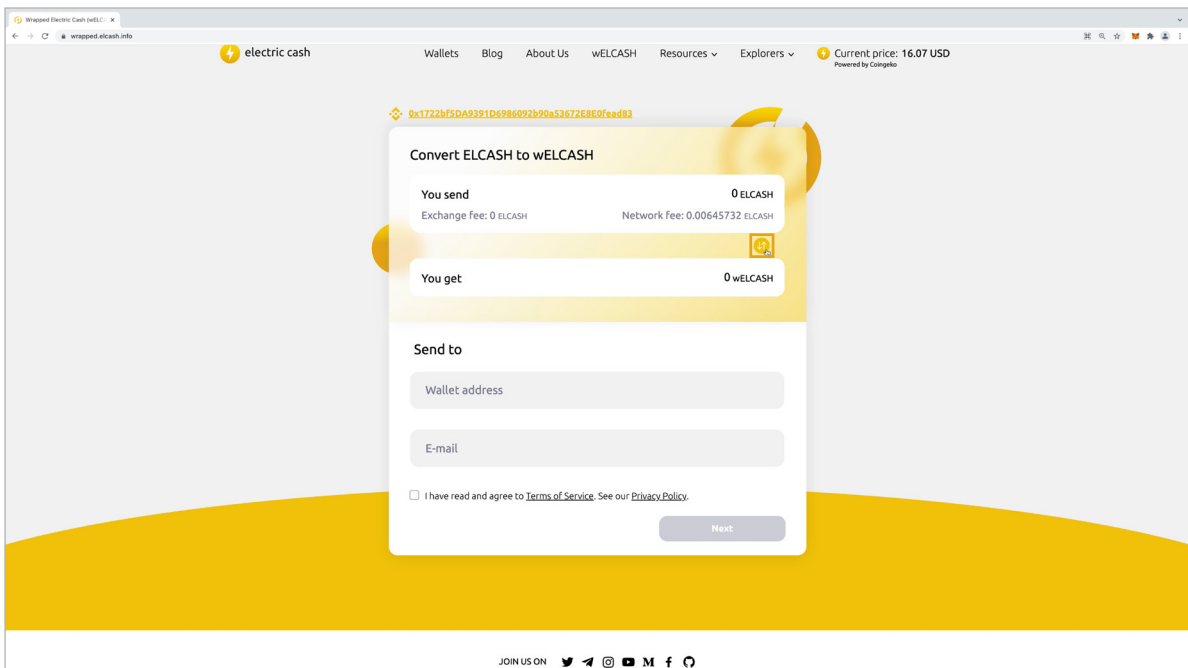 Wrapped Electric Cash (wELC
wrapped.elcash.info
electric cash
Wallets Blog About Us wELCASH Resources Explorers Current price: 16.07 USD
Powered by Coingeko
0x1722bf5DA9391D6986092b90a53672E8E0fead83
Convert ELCASH to wELCASH
You send 0 ELCASH
Exchange fee: 0 ELCASH Network fee: 0.00645732 ELCASH
You get 0 wELCASH
Send to
Wallet address
E-mail
I have read and agree to Terms of Service. See our Privacy Policy.
Next
JOIN US ON